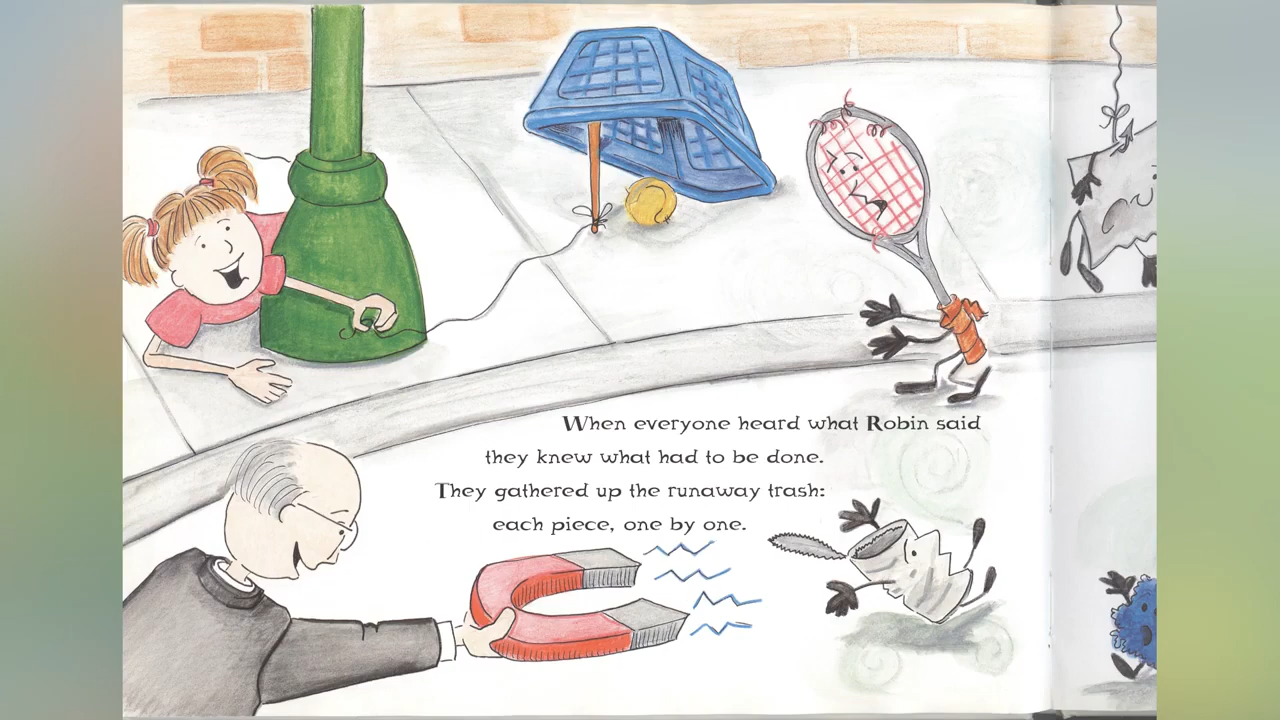 When everyone heard what Robin said
they knew what had to be done.
They gathered up the runaway trash:
each piece, one by one.